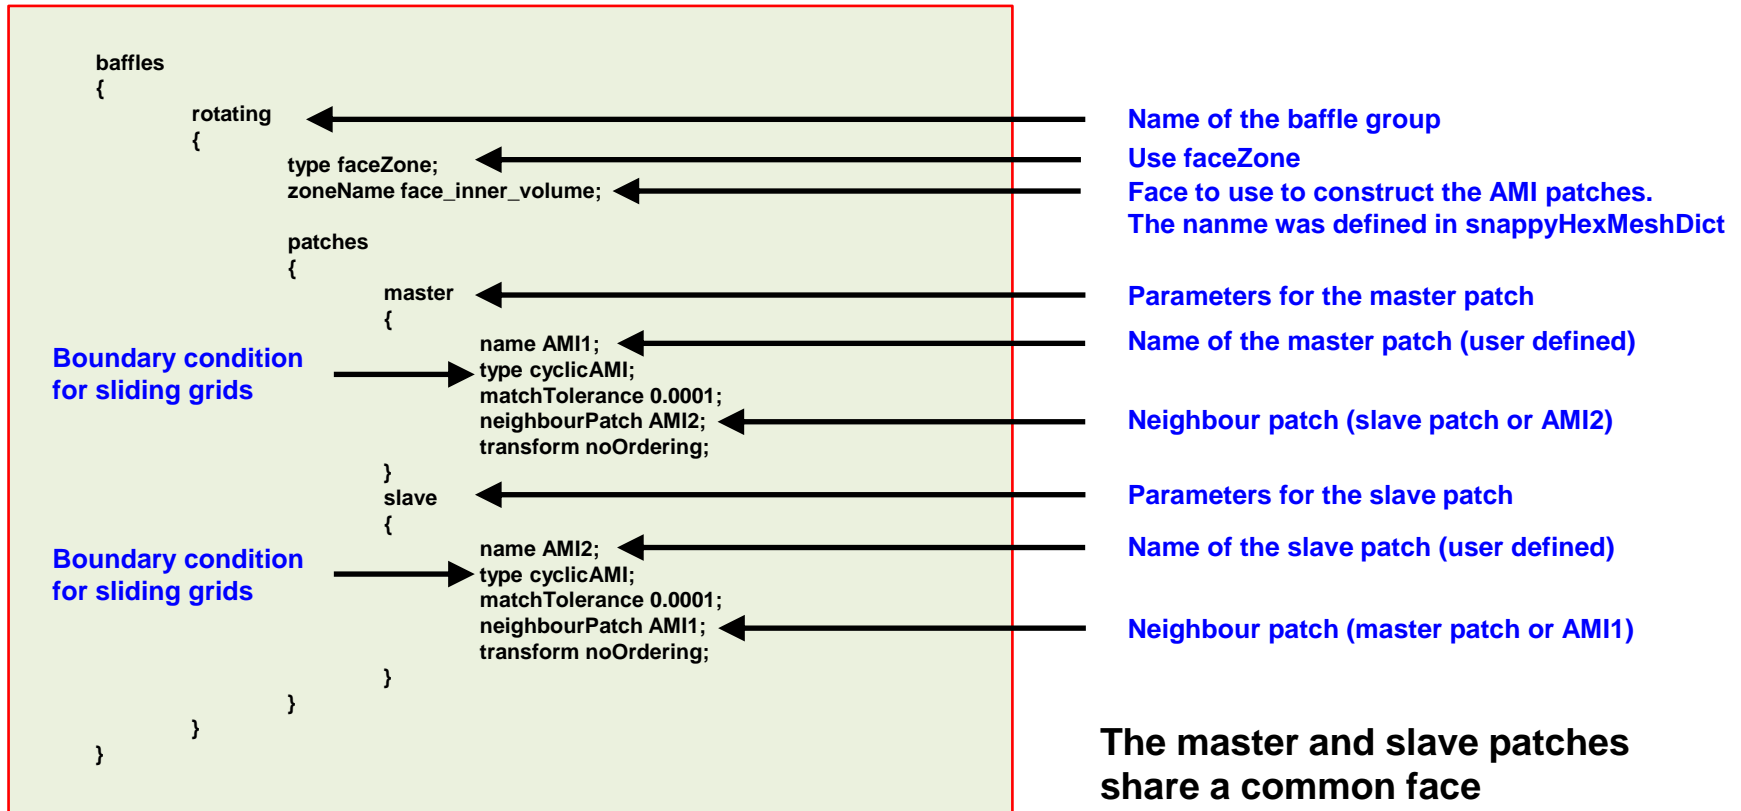 baffles
{
rotating
{
type faceZone;
zoneName face_inner_volume;
patches
{
master
{
name AMI1;
type cyclicAMI;
matchTolerance 0.0001;
neighbourPatch AMI2;
transform noOrdering;
}
slave
{
name AMI2;
type cyclicAMI;
matchTolerance 0.0001;
neighbourPatch AMI1;
transform noOrdering;
}
}
}
}
Boundary condition
for sliding grids
Boundary condition
for sliding grids
Name of the baffle group
Use faceZone
Face to use to construct the AMI patches.
The nanme was defined in snappyHexMeshDict
Parameters for the master patch
Name of the master patch (user defined)
Neighbour patch (slave patch or AMI2)
Parameters for the slave patch
Name of the slave patch (user defined)
Neighbour patch (master patch or AMI1)
The master and slave patches
share a common face